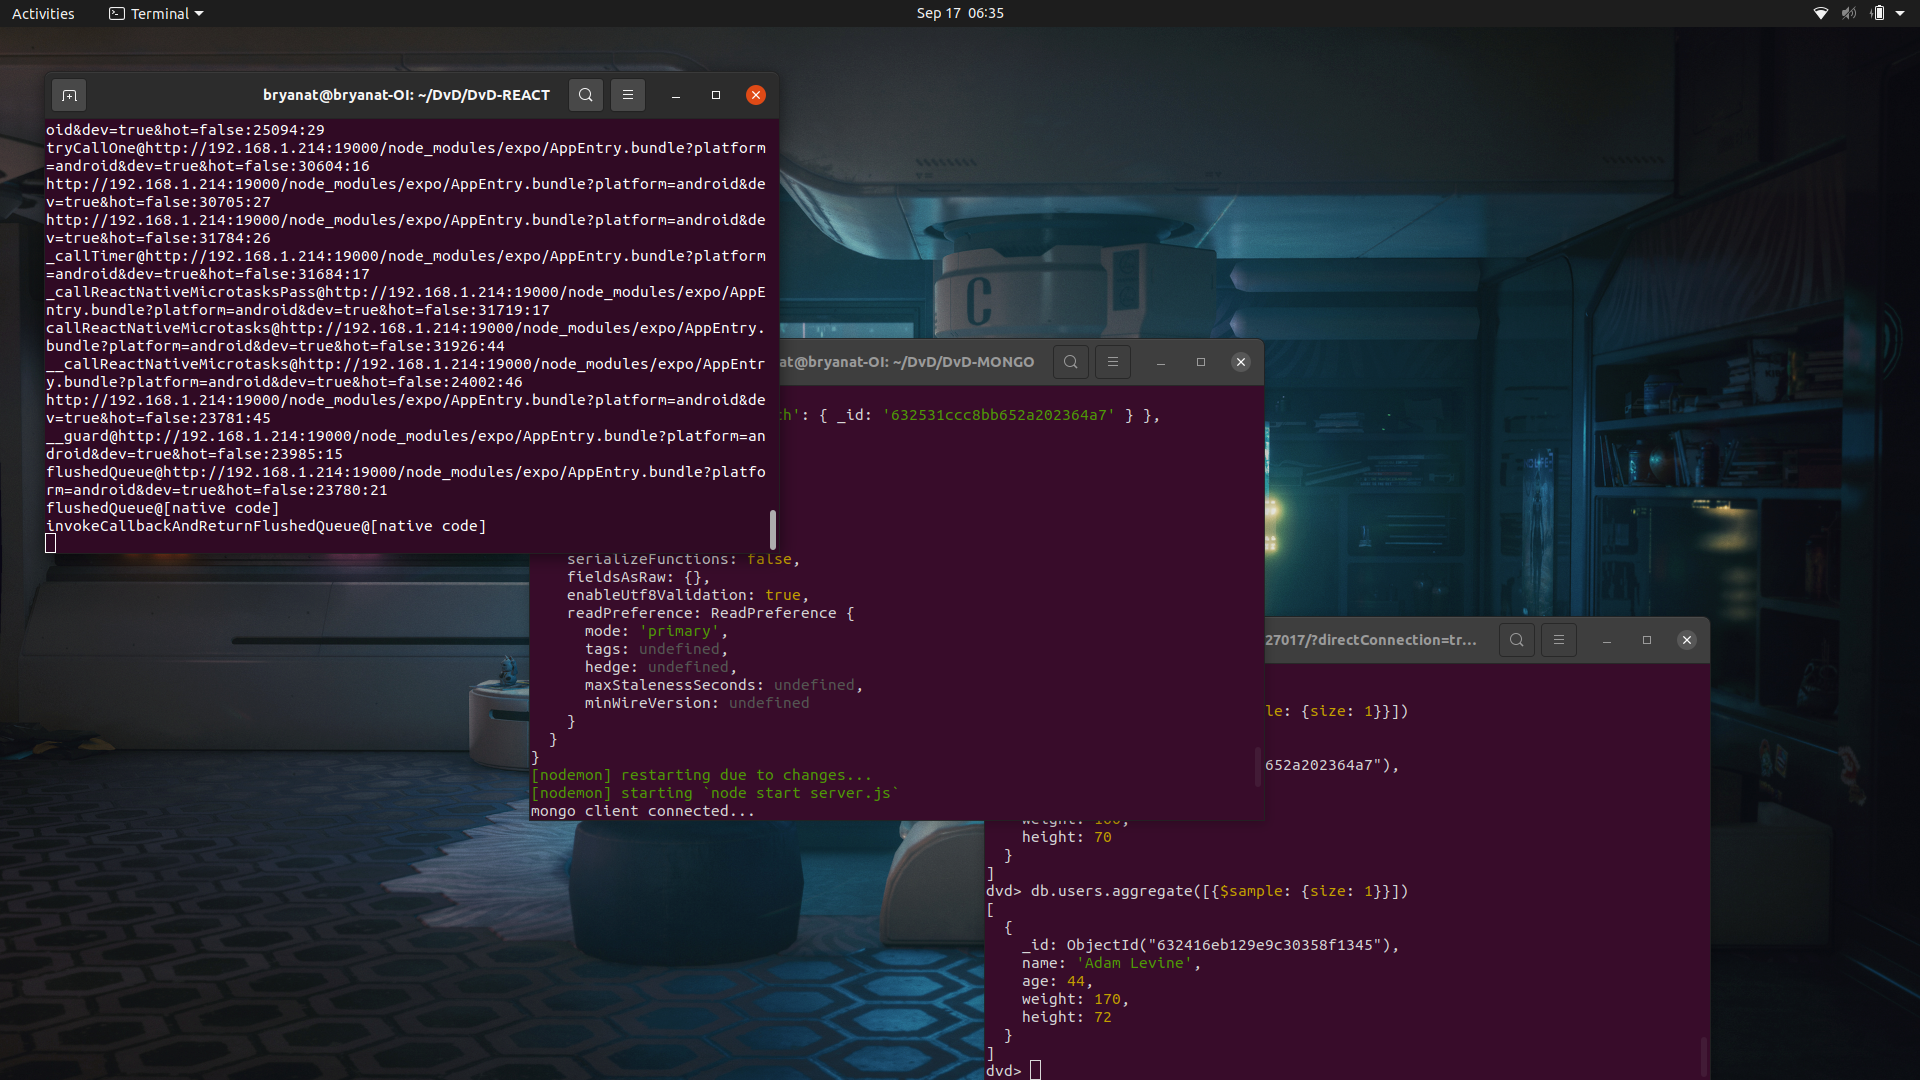 Activities
Terminal
Sep 17 06:35
bryanat@bryanat-OI: ~/DvD/DvD-REACT
oid&dev=true&hot=false:25094:29
tryCallOne@http://192.168.1.214:19000/node_modules/expo/AppEntry.bundle?platform
=android&dev=true&hot=false:30604:16
http://192.168.1.214:19000/node_modules/expo/AppEntry.bundle?platform=android&de
v=true&hot=false:30705:27
http://192.168.1.214:19000/node_modules/expo/AppEntry.bundle?platform=android&de
v=true&hot=false:31784:26
_callTimer@http://192.168.1.214:19000/node_modules/expo/AppEntry.bundle?platform
=android&dev=true&hot=false:31684:17
_callReactNativeMicrotasksPass@http://192.168.1.214:19000/node_modules/expo/AppE
ntry.bundle?platform=android&dev=true&hot=false:31719:17
callReactNativeMicrotasks@http://192.168.1.214:19000/node_modules/expo/AppEntry.
bundle?platform=android&dev=true&hot=false:31926:44
__callReactNativeMicrotasks@http://192.168.1.214:19000/node_modules/expo/AppEntr
y.bundle?platform=android&dev=true&hot=false:24002:46
http://192.168.1.214:19000/node_modules/expo/AppEntry.bundle?platform=android&de
v=true&hot=false:23781:45
__guard@http://192.168.1.214:19000/node_modules/expo/AppEntry.bundle?platform=an
droid&dev=true&hot=false:23985:15
flushedQueue@http://192.168.1.214:19000/node_modules/expo/AppEntry.bundle?platfo
rm=android&dev=true&hot=false:23780:21
flushedQueue@[native code]
invokeCallbackAndReturnFlushedQueue@[native code]
C
at@bryanat-OI: ~/DvD/DvD-MONGO
ch': { _id: '632531ccc8bb652a202364a7' } },
serializeFunctions: false,
fieldsAsRaw: {},
enableUtf8Validation: true,
readPreference: ReadPreference {
mode: 'primary',
tags: undefined,
hedge: undefined,
maxStalenessSeconds: undefined,
minWireVersion: undefined
}
}
}
[nodemon] restarting due to changes...
[nodemon] starting `node start server.js`
mongo client connected...
27017/?directConnection=tr...
le: {size: 1}}])
652a202364a7"),
weight: 160,
height: 70
}
]
dvd> db.users.aggregate([{$sample: {size: 1}}])
[
{
_id: ObjectId("632416eb129e9c30358f1345"),
name: 'Adam Levine',
age: 44,
weight: 170,
height: 72
}
]
dvd>